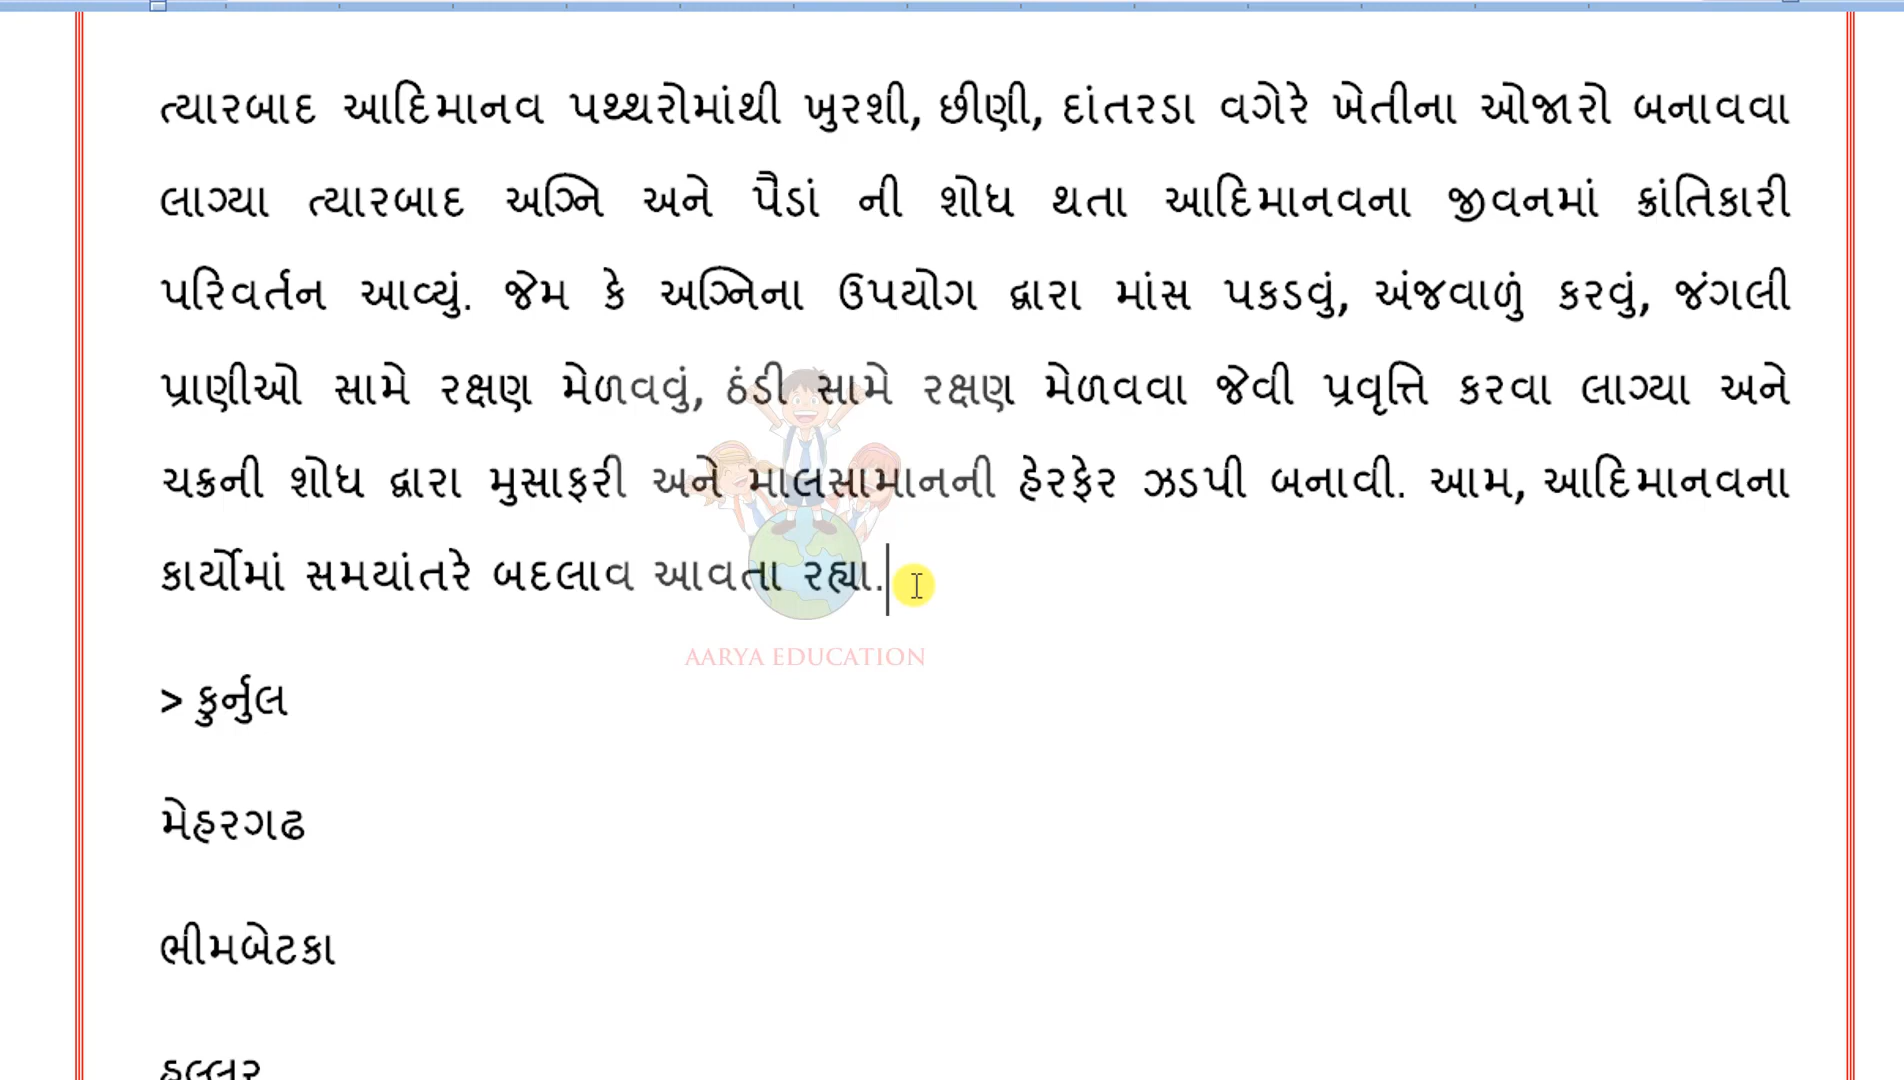 ત્યારબાદ આદિમાનવ પથ્થરોમાંથી ખુરશી, છીણી, દાંતરડા વગેરે ખેતીના ઓજારો બનાવવા
લાગ્યા ત્યારબાદ અગ્નિ અને પૈડાં ની શોધ થતા આદિમાનવના જીવનમાં ક્રાંતિકારી
પરિવર્તન આવ્યું. જેમ કે અગ્નિના ઉપયોગ દ્વારા માંસ પકડવું, અંજવાળું કરવું, જંગલી
પ્રાણીઓ સામે રક્ષણ મેળવવું, ઠંડી સામે રક્ષણ મેળવવા જેવી પ્રવૃત્તિ કરવા લાગ્યા અને
ચક્રની શોધ દ્વારા મુસાફરી અને માલસામાનની હેરફેર ઝડપી બનાવી. આમ, આદિમાનવના
કાર્યોમાં સમયાંતરે બદલાવ આવતા રહ્યા.
AARYA EDUCATION
> કુર્નુલ
મેહરગઢ
ભીમબેટકા
હલ્લુર